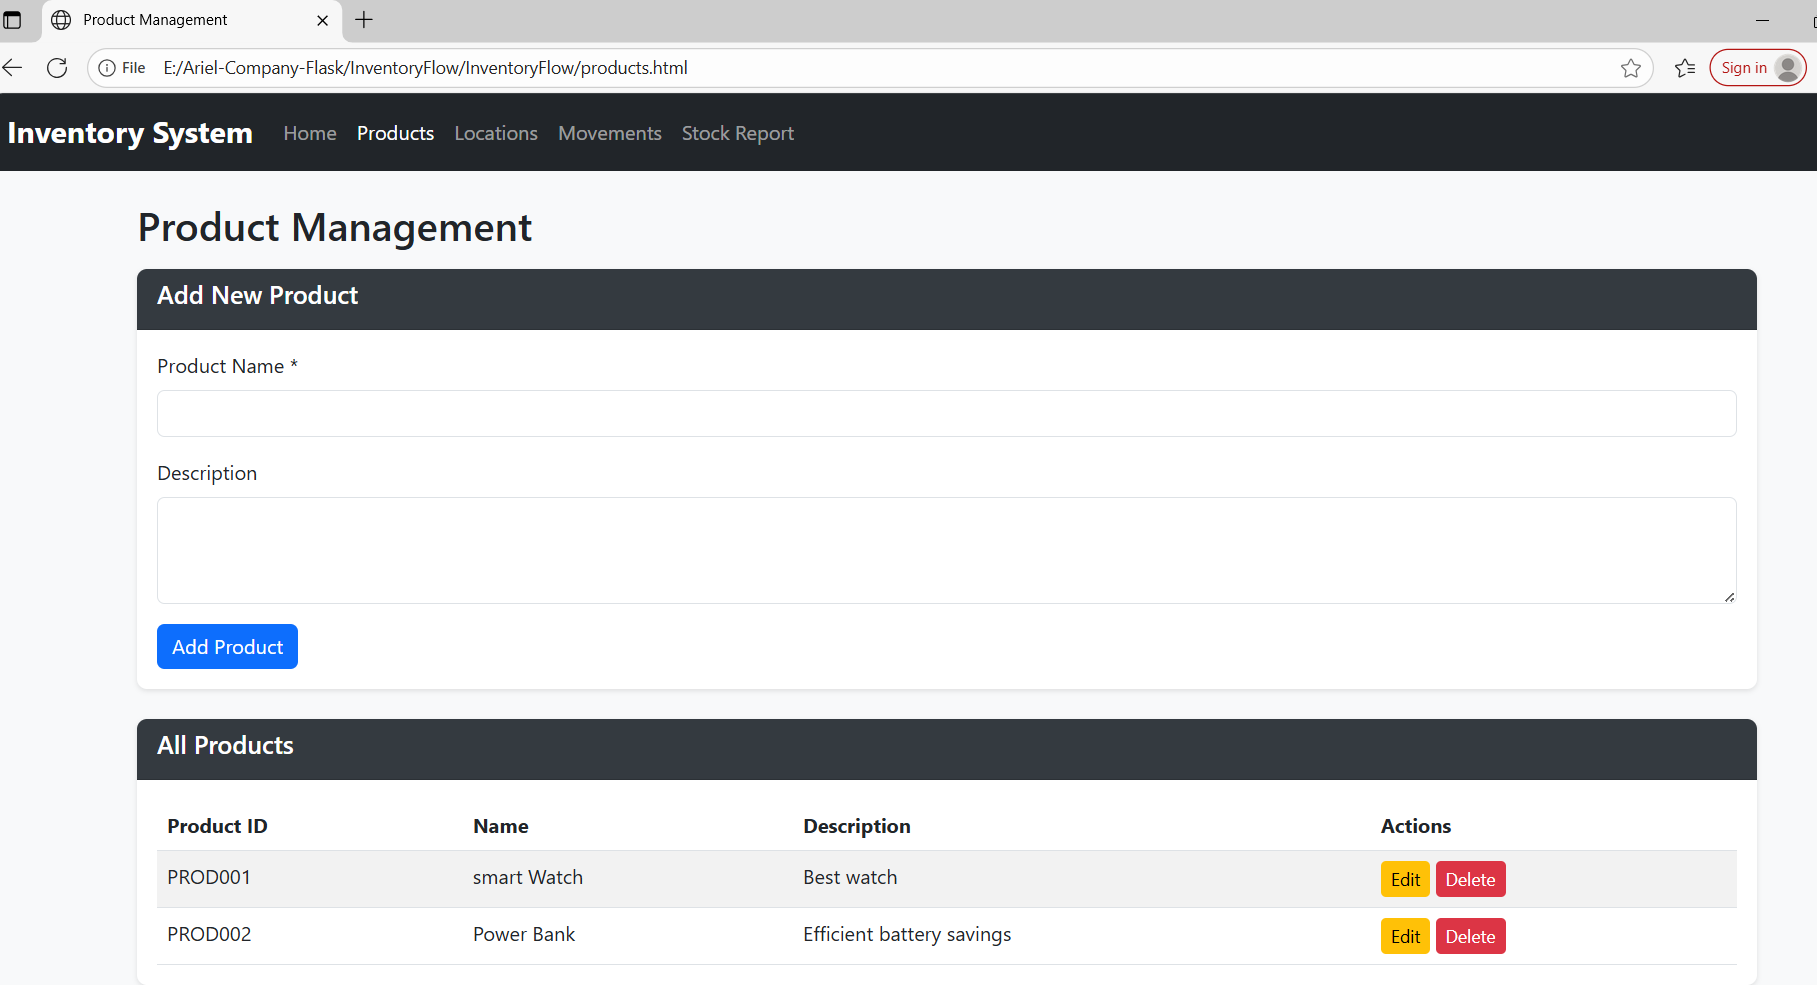 Product Management
File E:/Ariel-Company-Flask/InventoryFlow/InventoryFlow/products.html Sign in
Inventory System Home Products Locations Movements Stock Report
Product Management
Add New Product
Product Name *
Description
Add Product
All Products
Product ID Name Description Actions
PROD001 smart Watch Best watch Edit Delete
PROD002 Power Bank Efficient battery savings Edit Delete